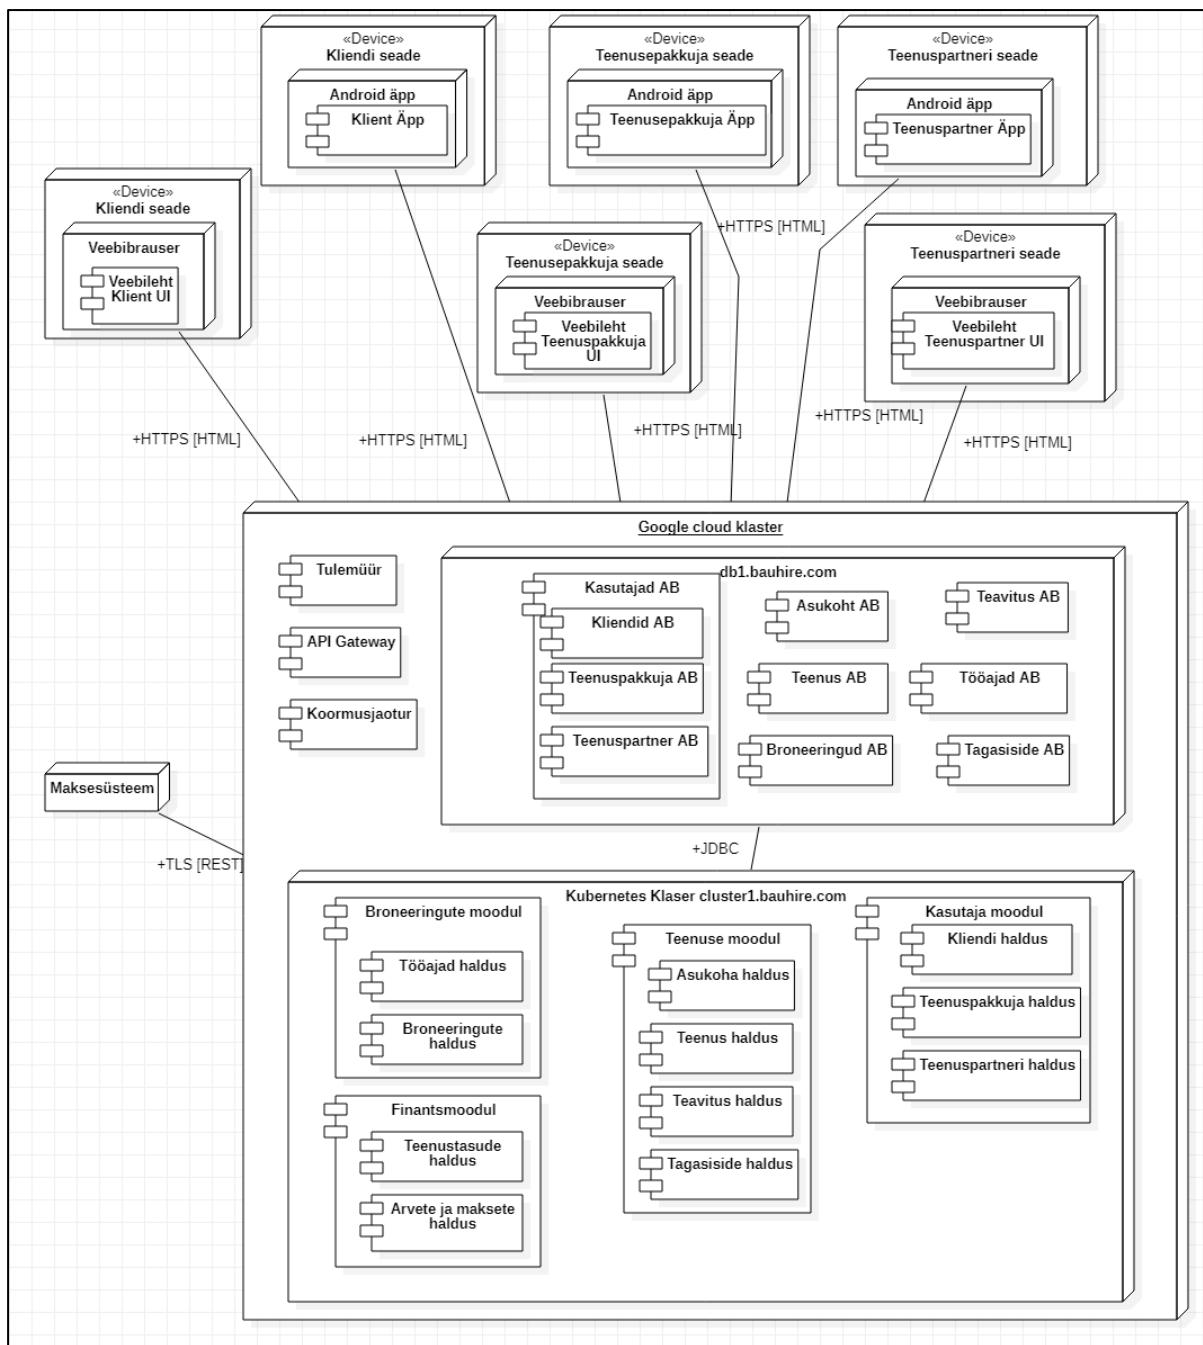 «Device»
Kliendi seade
Android äpp
Klient Äpp
«Device»
Teenusepakkuja seade
Android äpp
Teenusepakkuja Äpp
«Device»
Teenuspartneri seade
Android äpp
Teenuspartner Äpp
«Device»
Kliendi seade
Veebibrauser
Veebileht
Klient UI
«Device»
Teenusepakkuja seade
Veebibrauser
Veebileht
Teenuspakkuja
UI
+HTTPS [HTML]
«Device»
Teenuspartneri seade
Veebibrauser
Veebileht
Teenuspartner UI
+HTTPS [HTML]
+HTTPS [HTML]
+HTTPS [HTML]
+HTTPS [HTML]
+HTTPS [HTML]
Google cloud klaster
Tulemüür
API Gateway
Koormusjaotur
db1.bauhire.com
Kasutajad AB
Kliendid AB
Teenuspakkuja AB
Teenuspartner AB
Asukoht AB
Teavitus AB
Teenus AB
Tööajad AB
Broneeringud AB
Tagasiside AB
Maksesüsteem
+TLS [REST]
+JDBC
Kubernetes Klaser cluster1.bauhire.com
Broneeringute moodul
Tööajad haldus
Broneeringute
haldus
Finantsmoodul
Teenustasude
haldus
Arvete ja maksete
haldus
Teenuse moodul
Asukoha haldus
Teenus haldus
Teavitus haldus
Tagasiside haldus
Kasutaja moodul
Kliendi haldus
Teenuspakkuja haldus
Teenuspartneri haldus